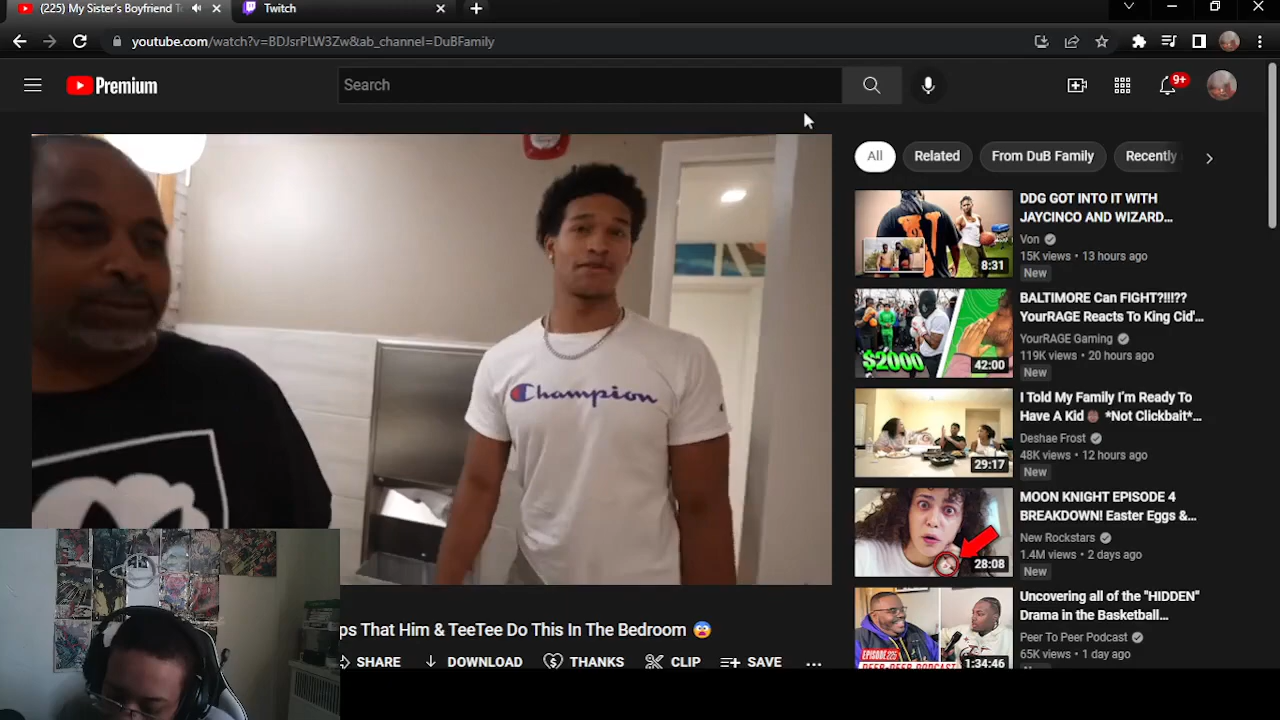 (225) My Sister's Boyfriend T
Twitch
youtube.com/watch?v=BDJsrPLW3Zw&ab_channel=DuBFamily
Premium
Search
9+
All
Related
From DuB Family
Recently
Champion
DDG GOT INTO IT WITH
JAYCINCO AND WIZARD...
Von
15K views • 13 hours ago
New
8:31
BALTIMORE Can FIGHT?!!!??
YourRAGE Reacts To King Cid'
YourRAGE Gaming
119K views • 20 hours ago
New
$2000
42:00
I Told My Family I'm Ready To
Have A Kid *Not Clickbait*...
Deshae Frost
48K views • 12 hours ago
New
29:17
MOON KNIGHT EPISODE 4
BREAKDOWN! Easter Eggs &...
New Rockstars
1.4M views • 2 days ago
New
28:08
Uncovering all of the "HIDDEN"
Drama in the Basketball...
Peer To Peer Podcast
65K views • 1 day ago
EPISODE 225
PEER PEER PODCAST
1:34:46
ps That Him & TeeTee Do This In The Bedroom 😨
SHARE
DOWNLOAD
THANKS
CLIP
SAVE
...